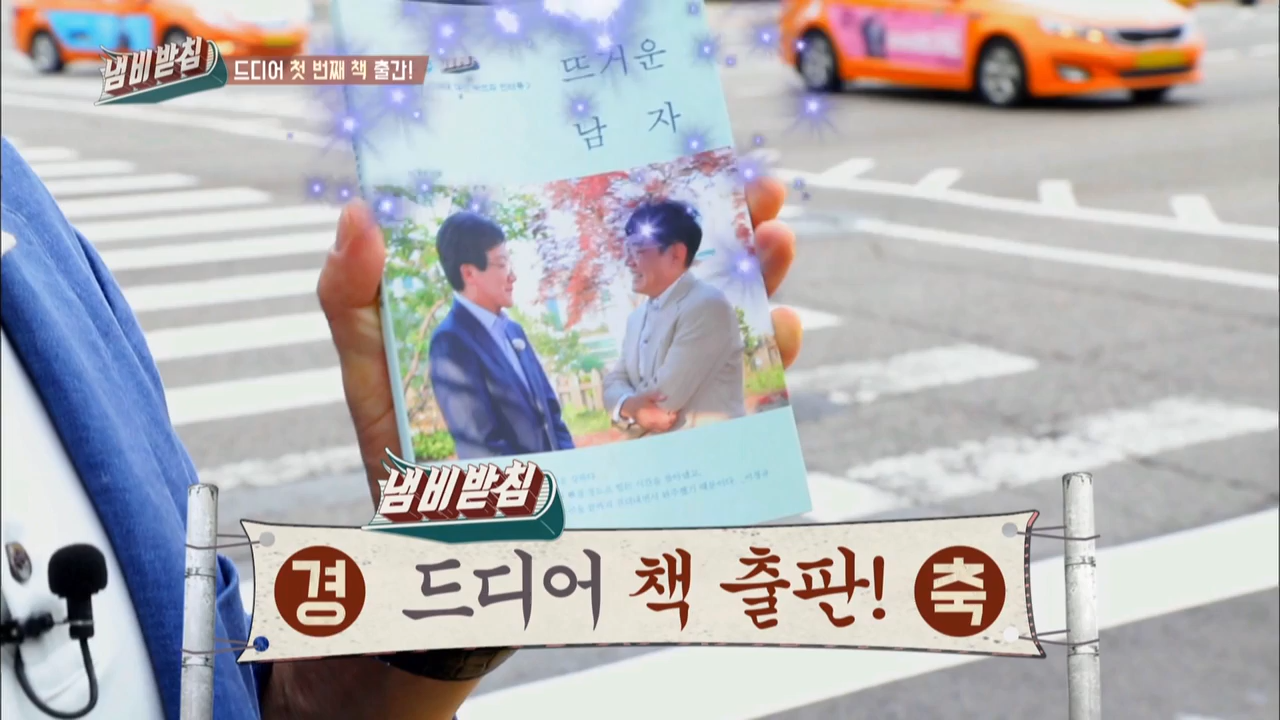 냄비받침
드디어 첫 번째 책 출간!
뜨거운
남 자
냄비받침
경 드디어 책 출판! 축